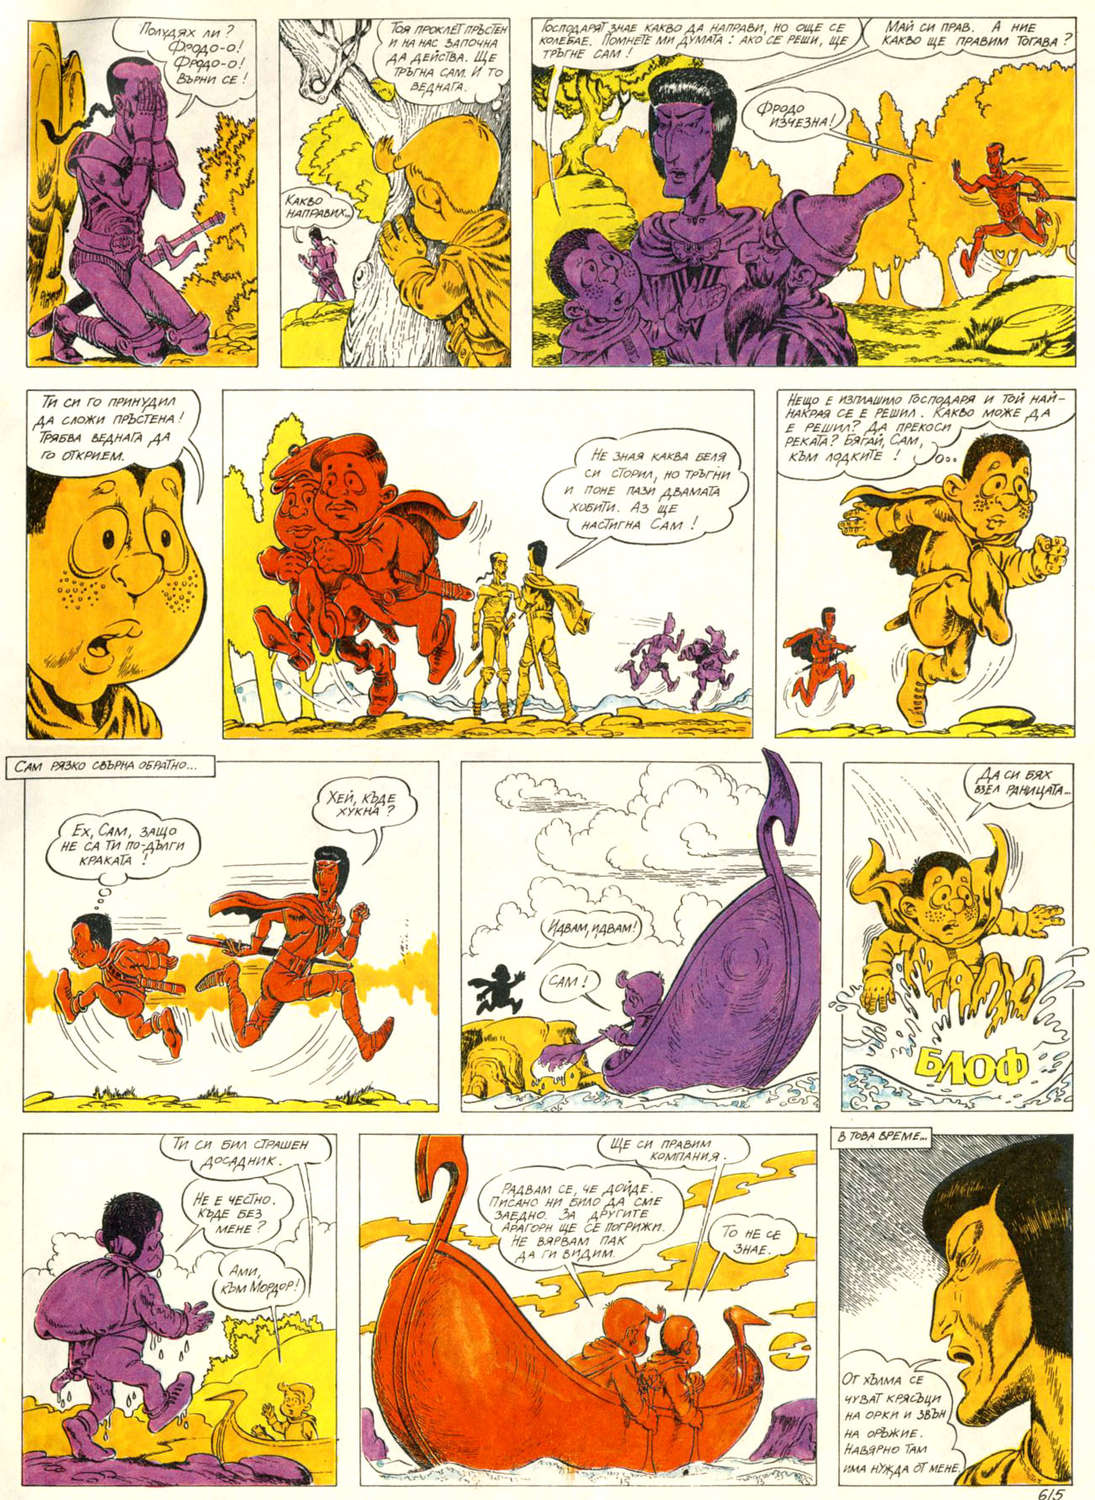 Полудях ли?
Фродо-о!
Фродо-о!
Върни се!
Какво
направих...
Тоя проклет пръстен
и на нас започна
да действа. Ще
тръгна сам. И то
веднага.
Господарят знае какво да направи, но още се
колебае. Помнете ми думата: ако се реши, ще
тръгне сам!
Май си прав. А ние
какво ще правим тогава?
Фродо
изчезна!
Ти си го принудил
да сложи пръстена!
Трябва веднага да
го открием.
Не зная каква беля
си сторил, но тръгни
и поне пази двамата
хобити. Аз ще
настигна Сам!
Нещо е изплашило господаря и той най-
накрая се е решил. Какво може да
е решил? Да прекоси
реката? Бягай, Сам,
към лодките!
Сам рязко свърна обратно...
Ех, Сам, защо
не са ти по-дълги
краката!
Хей, къде
хукна?
Идвам, идвам!
Сам!
Да си бях
взел раницата...
БЛОФ
Ти си бил страшен
досадник.
Не е честно.
Къде без
мене?
Ами,
към Мордор!
Ще си правим
компания.
Радвам се, че дойде.
Писано ни било да сме
заедно. За другите
Арагорн ще се погрижи.
Не вярвам пак
да ги видим.
То не се
знае.
В това време...
От хълма се
чуват крясъци
на орки и звън
на оръжие.
Навярно там
има нужда от мене.
6/5